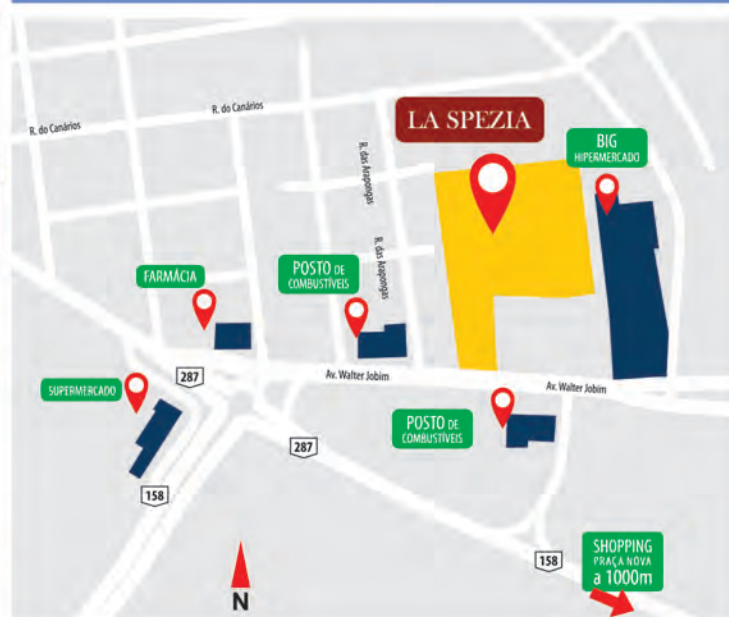 R. do Canários
R. do Canários
LA SPEZIA
BIG
HIPERMERCADO
R. das Arapongas
R. das Arapongas
FARMÁCIA
POSTO DE
COMBUSTÍVEIS
287
Av. Walter Jobim
Av. Walter Jobim
SUPERMERCADO
POSTO DE
COMBUSTÍVEIS
287
158
158
SHOPPING
PRAÇA NOVA
a 1000m
N